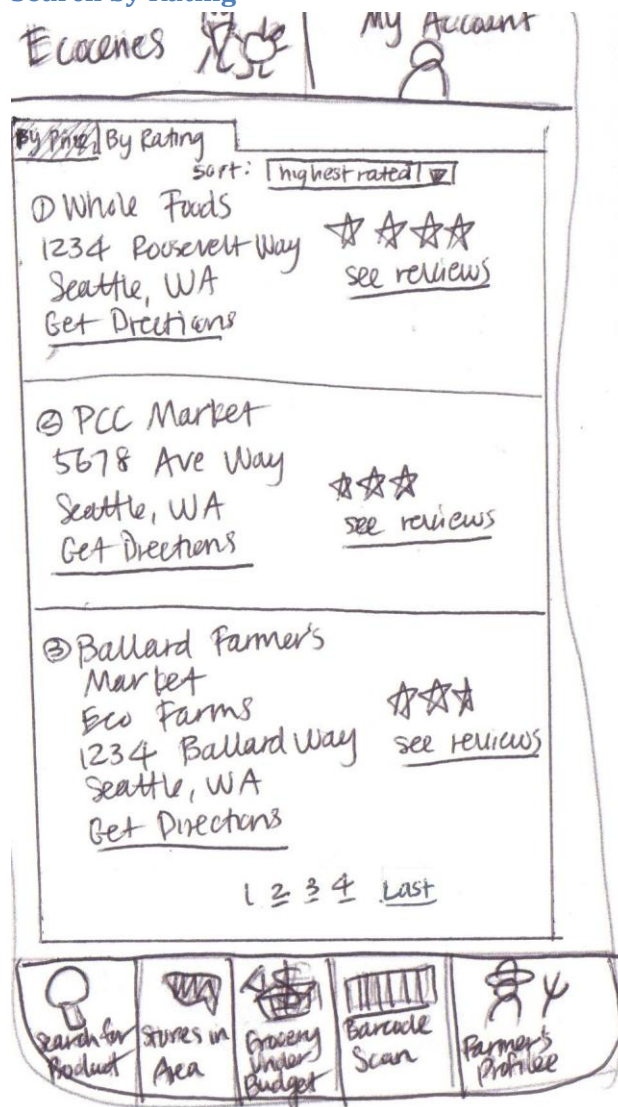 Search by Rating
Ecocenes
My Account
By Price By Rating
sort: highest rated
① Whole Foods
1234 Roosevelt Way
Seattle, WA
Get Directions
see reviews
② PCC Market
5678 Ave Way
Seattle, WA
Get Directions
see reviews
③ Ballard Farmer's
Market
Eco Farms
1234 Ballard Way
Seattle, WA
Get Directions
see reviews
1 2 3 4 Last
Search for
Product
Stores in
Area
Grocery
Under
Budget
Barcode
Scan
Farmer's
Profilee